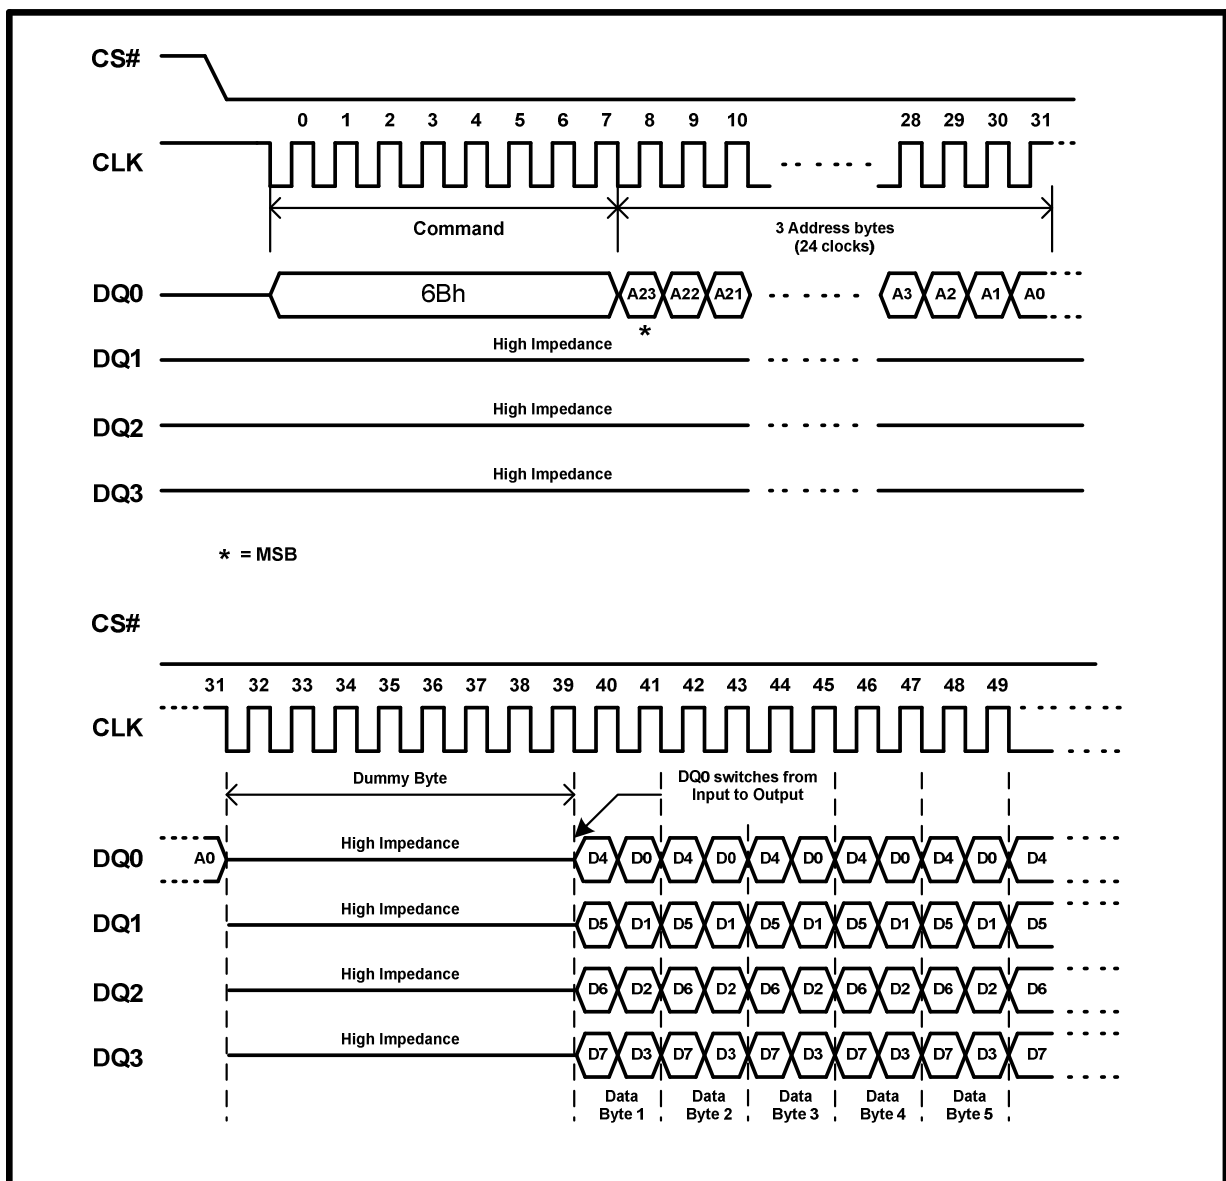 CS#
0 1 2 3 4 5 6 7 8 9 10 28 29 30 31
CLK
Command
3 Address bytes
(24 clocks)
DQ0 6Bh A23 A22 A21 A3 A2 A1 A0
*
High Impedance
DQ1
High Impedance
DQ2
High Impedance
DQ3
* = MSB
CS#
31 32 33 34 35 36 37 38 39 40 41 42 43 44 45 46 47 48 49
CLK
Dummy Byte
DQ0 switches from
Input to Output
High Impedance
DQ0 A0 D4 D0 D4 D0 D4 D0 D4 D0 D4 D0 D4
High Impedance
DQ1 D5 D1 D5 D1 D5 D1 D5 D1 D5 D1 D5
High Impedance
DQ2 D6 D2 D6 D2 D6 D2 D6 D2 D6 D2 D6
High Impedance
DQ3 D7 D3 D7 D3 D7 D3 D7 D3 D7 D3 D7
Data Byte 1
Data Byte 2
Data Byte 3
Data Byte 4
Data Byte 5